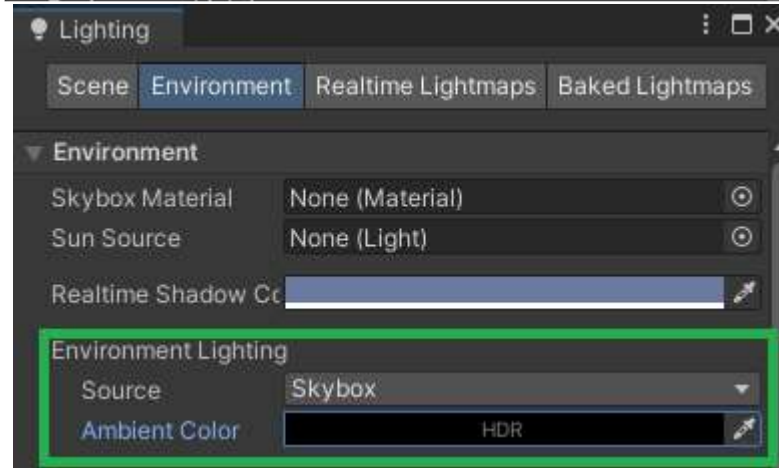 Lighting
Scene Environment Realtime Lightmaps Baked Lightmaps
Environment
Skybox Material None (Material)
Sun Source None (Light)
Realtime Shadow Co
Environment Lighting
Source Skybox
Ambient Color HDR